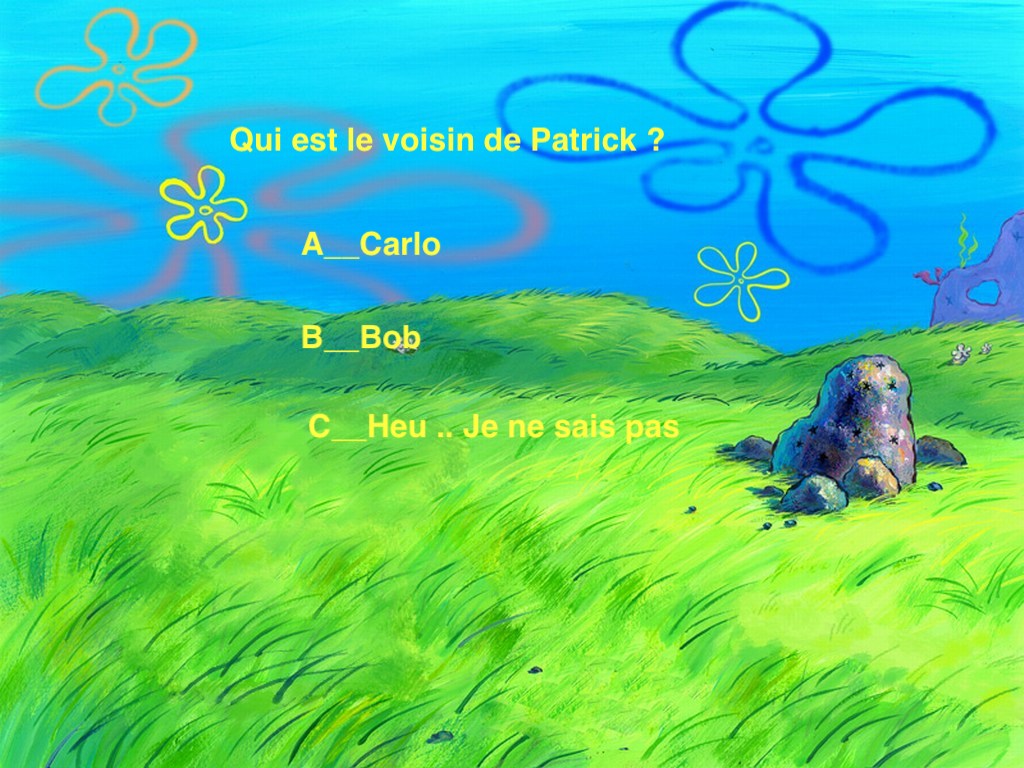 Qui est le voisin de Patrick ?
A__Carlo
B__Bob
C__Heu .. Je ne sais pas